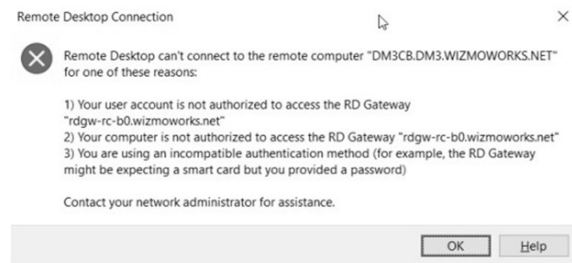 Remote Desktop Connection
Remote Desktop can't connect to the remote computer "DM3CB.DM3.WIZMOWORKS.NET"
for one of these reasons:
1) Your user account is not authorized to access the RD Gateway
"rdgw-rc-b0.wizmoworks.net"
2) Your computer is not authorized to access the RD Gateway "rdgw-rc-b0.wizmoworks.net"
3) You are using an incompatible authentication method (for example, the RD Gateway
might be expecting a smart card but you provided a password)
Contact your network administrator for assistance.
OK
Help